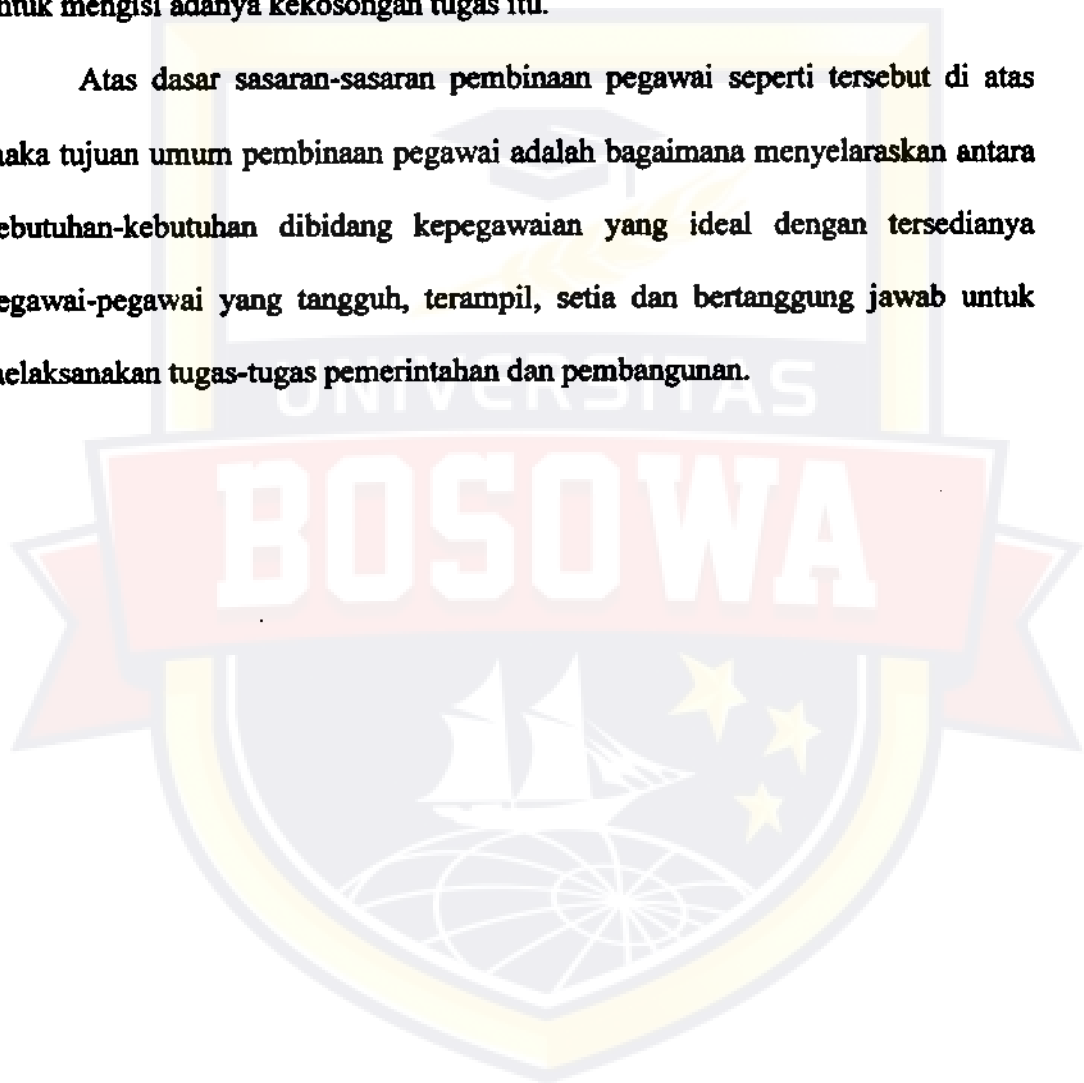 ntuk mengisi adanya kekosongan tugas itu.
Atas dasar sasaran-sasaran pembinaan pegawai seperti tersebut di atas
naka tujuan umum pembinaan pegawai adalah bagaimana menyelaraskan antara
ebutuhan-kebutuhan dibidang kepegawaian yang ideal dengan tersedianya
egawai-pegawai yang tangguh, terampil, setia dan bertanggung jawab untuk
nelaksanakan tugas-tugas pemerintahan dan pembangunan.
UNIVERSITAS
BOSOWA